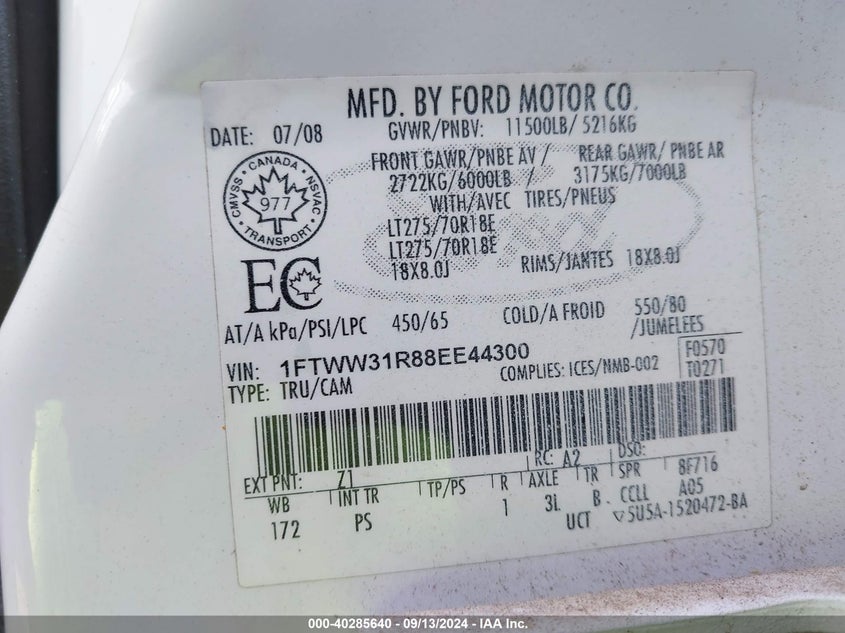 MFD. BY FORD MOTOR CO.
DATE: 07/08 GVWR/PNBV: 11500LB/ 5216KG
FRONT GAWR/PNBE AV / REAR GAWR/ PNBE AR
2722KG/6000LB / 3175KG/7000LB
WITH/AVEC TIRES/PNEUS
LT275/70R18E
LT275/70R18E
18X8.0J RIMS/JANTES 18X8.0J
CANADA
CMVSS NSVAC
977
TRANSPORT
EC
AT/A kPa/PSI/LPC 450/65 COLD/A FROID 550/80
/JUMELEES
VIN: 1FTWW31R88EE44300
COMPLIES: ICES/NMB-002 F0570
TYPE: TRU/CAM T0271
EXT PNT: Z1 RC: A2 DSO:
WB INT TR TP/PS R AXLE TR SPR 8F716
172 PS 1 3L B CCLL A05
UCT 5U5A-1520472-BA
000-40285640 - 09/13/2024 - IAA Inc.